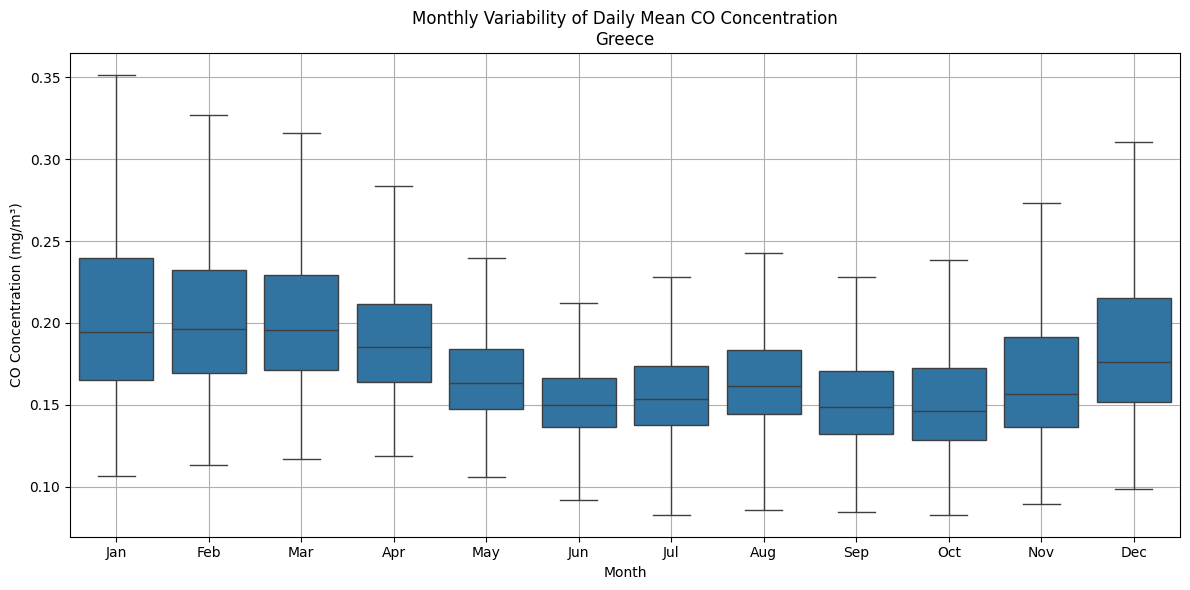 Monthly Variability of Daily Mean CO Concentration
Greece
CO Concentration (mg/m³)
0.35
0.30
0.25
0.20
0.15
0.10
Jan Feb Mar Apr May Jun Jul Aug Sep Oct Nov Dec
Month